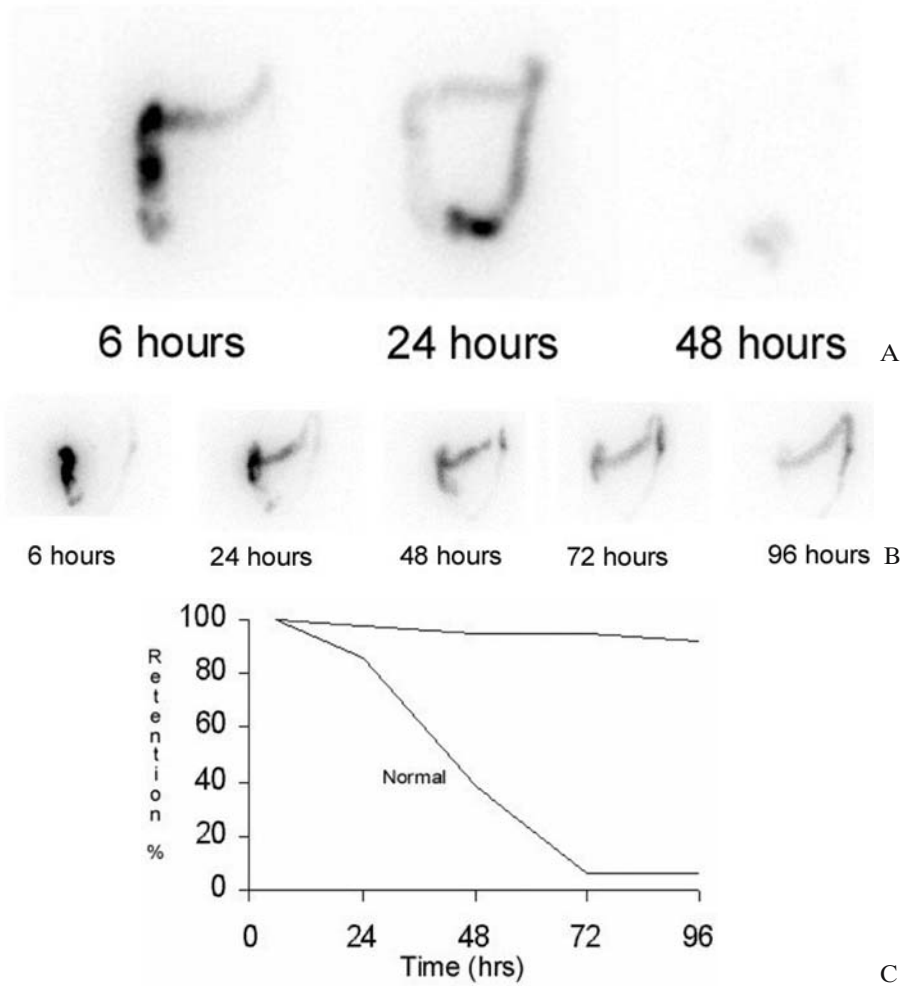 6 hours 24 hours 48 hours A
6 hours 24 hours 48 hours 72 hours 96 hours B
100
80
60
40
20
0
Retention %
Normal
0 24 48 72 96
Time (hrs)
C